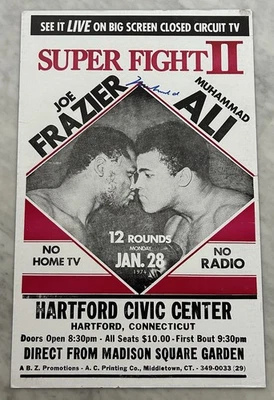 SEE IT LIVE ON BIG SCREEN CLOSED CIRCUIT TV
SUPER FIGHT II
JOE
FRAZIER
MUHAMMAD
ALI
12 ROUNDS
MONDAY
JAN. 28
1974
NO
HOME TV
NO
RADIO
HARTFORD CIVIC CENTER
HARTFORD, CONNECTICUT
Doors Open 8:30pm - All Seats $10.00 - First Bout 9:30pm
DIRECT FROM MADISON SQUARE GARDEN
A B. Z. Promotions - A. C. Printing Co., Middletown, CT. - 349-0033 (29)